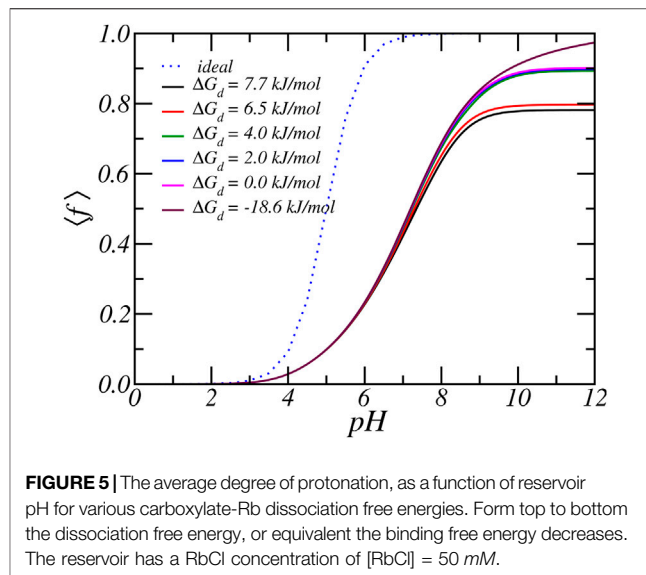 1.0
0.8
0.6
0.4
0.2
0.0
⟨f⟩
ideal
ΔG_d = 7.7 kJ/mol
ΔG_d = 6.5 kJ/mol
ΔG_d = 4.0 kJ/mol
ΔG_d = 2.0 kJ/mol
ΔG_d = 0.0 kJ/mol
ΔG_d = -18.6 kJ/mol
0 2 4 6 8 10 12
pH
FIGURE 5 | The average degree of protonation, as a function of reservoir
pH for various carboxylate-Rb dissociation free energies. Form top to bottom
the dissociation free energy, or equivalent the binding free energy decreases.
The reservoir has a RbCl concentration of [RbCl] = 50 mM.